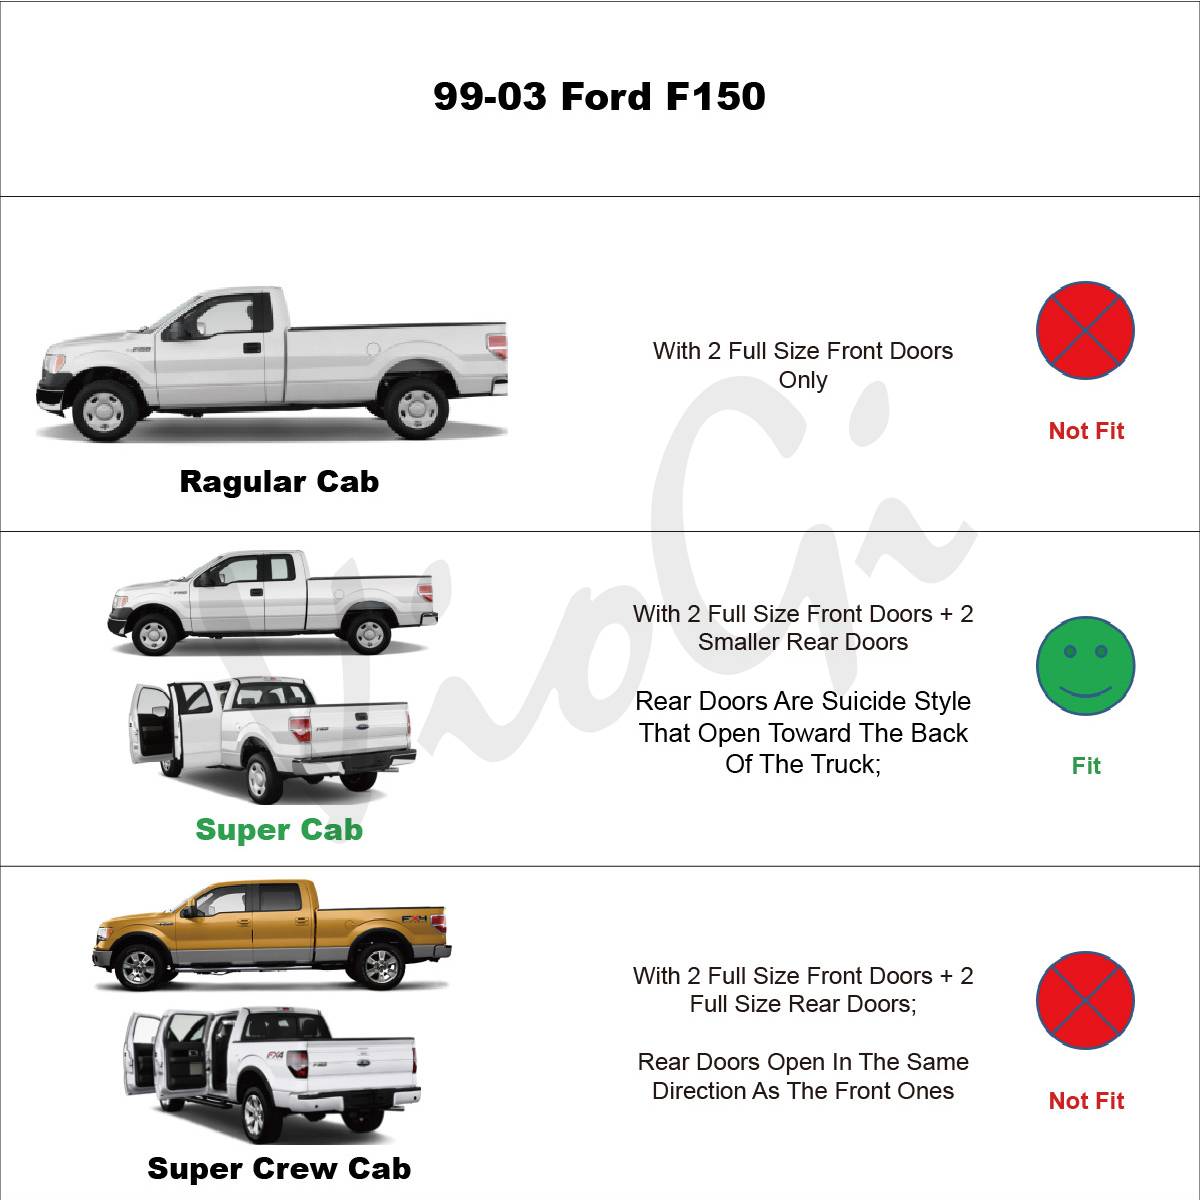 99-03 Ford F150
With 2 Full Size Front Doors
Only
Not Fit
Ragular Cab
With 2 Full Size Front Doors + 2
Smaller Rear Doors
Rear Doors Are Suicide Style
That Open Toward The Back
Of The Truck;
Fit
Super Cab
FX4
With 2 Full Size Front Doors + 2
Full Size Rear Doors;
Rear Doors Open In The Same
Direction As The Front Ones
FX4
Not Fit
Super Crew Cab
VioGi